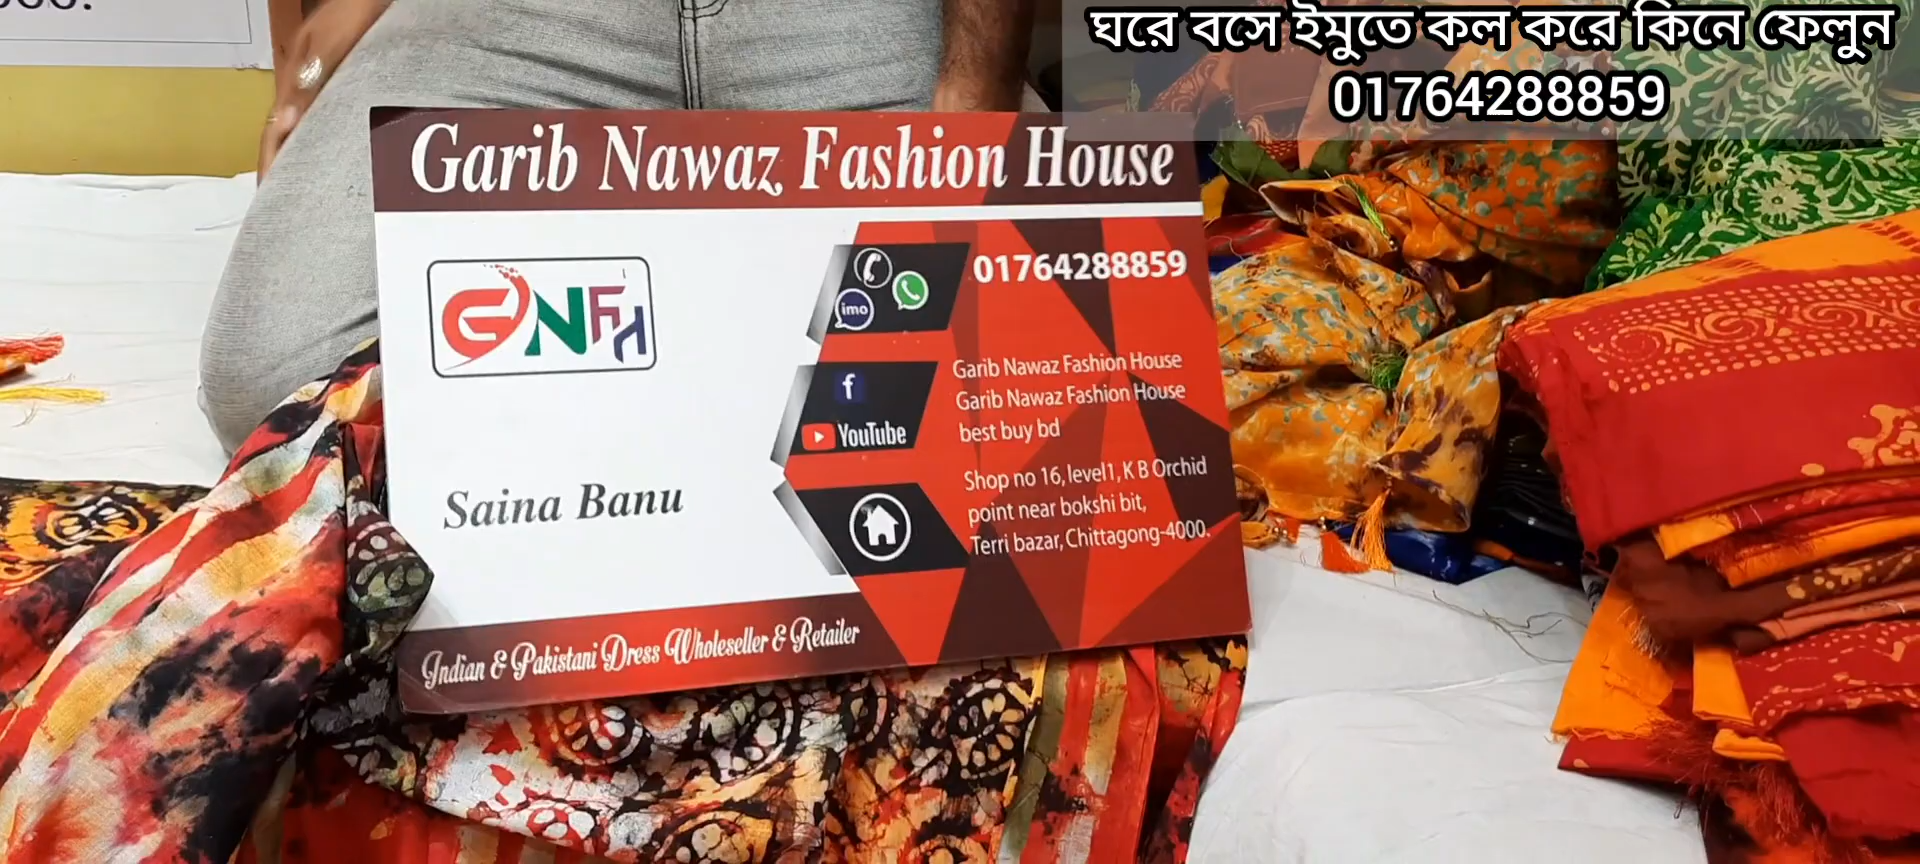 ঘরে বসে ইমুতে কল করে কিনে ফেলুন
01764288859
Garib Nawaz Fashion House
GNFH
01764288859
imo
Garib Nawaz Fashion House
Garib Nawaz Fashion House
YouTube
best buy bd
Shop no 16, level1, K B Orchid
point near bokshi bit,
Terri bazar, Chittagong-4000.
Saina Banu
Indian & Pakistani Dress Wholeseller & Retailer